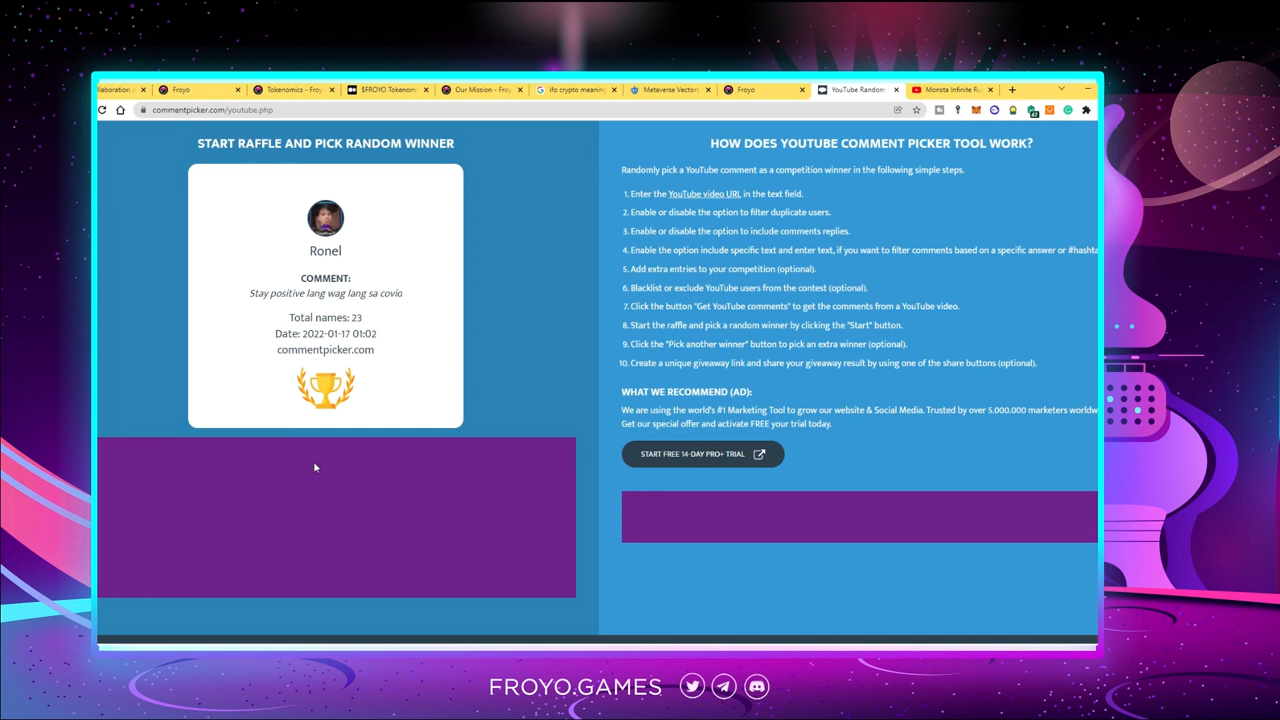 llaboration o
Froyo
Tokenomics - Froy
$FROYO Tokenom
Our Mission - Froy
ifo crypto meaning
Metaverse Vectors
Froyo
YouTube Random
Monsta Infinite Ru
commentpicker.com/youtube.php
START RAFFLE AND PICK RANDOM WINNER
Ronel
COMMENT:
Stay positive lang wag lang sa covio
Total names: 23
Date: 2022-01-17 01:02
commentpicker.com
HOW DOES YOUTUBE COMMENT PICKER TOOL WORK?
Randomly pick a YouTube comment as a competition winner in the following simple steps.
1. Enter the YouTube video URL in the text field.
2. Enable or disable the option to filter duplicate users.
3. Enable or disable the option to include comments replies.
4. Enable the option include specific text and enter text, if you want to filter comments based on a specific answer or #hashta
5. Add extra entries to your competition (optional).
6. Blacklist or exclude YouTube users from the contest (optional).
7. Click the button "Get YouTube comments" to get the comments from a YouTube video.
8. Start the raffle and pick a random winner by clicking the "Start" button.
9. Click the "Pick another winner" button to pick an extra winner (optional).
10. Create a unique giveaway link and share your giveaway result by using one of the share buttons (optional).
WHAT WE RECOMMEND (AD):
We are using the world's #1 Marketing Tool to grow our website & Social Media. Trusted by over 5.000.000 marketers worldw
Get our special offer and activate FREE your trial today.
START FREE 14-DAY PRO+ TRIAL
FROYO.GAMES